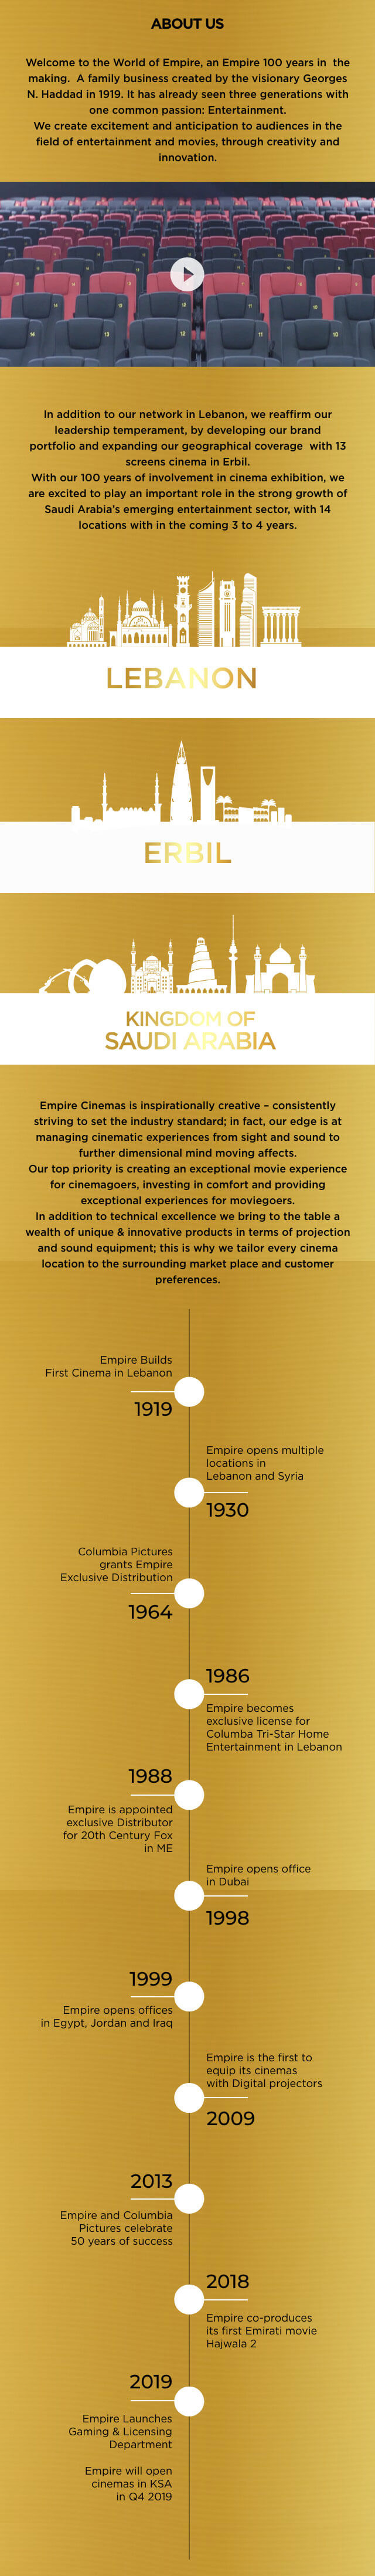 ABOUT US
Welcome to the World of Empire, an Empire 100 years in the
making. A family business created by the visionary Georges
N. Haddad in 1919. It has already seen three generations with
one common passion: Entertainment.
We create excitement and anticipation to audiences in the
field of entertainment and movies, through creativity and
innovation.
14
13
12
11
10
In addition to our network in Lebanon, we reaffirm our
leadership temperament, by developing our brand
portfolio and expanding our geographical coverage with 13
screens cinema in Erbil.
With our 100 years of involvement in cinema exhibition, we
are excited to play an important role in the strong growth of
Saudi Arabia's emerging entertainment sector, with 14
locations with in the coming 3 to 4 years.
LEBANON
ERBIL
KINGDOM OF
SAUDI ARABIA
Empire Cinemas is inspirationally creative – consistently
striving to set the industry standard; in fact, our edge is at
managing cinematic experiences from sight and sound to
further dimensional mind moving affects.
Our top priority is creating an exceptional movie experience
for cinemagoers, investing in comfort and providing
exceptional experiences for moviegoers.
In addition to technical excellence we bring to the table a
wealth of unique & innovative products in terms of projection
and sound equipment; this is why we tailor every cinema
location to the surrounding market place and customer
preferences.
Empire Builds
First Cinema in Lebanon
1919
Empire opens multiple
locations in
Lebanon and Syria
1930
Columbia Pictures
grants Empire
Exclusive Distribution
1964
1986
Empire becomes
exclusive license for
Columba Tri-Star Home
Entertainment in Lebanon
1988
Empire is appointed
exclusive Distributor
for 20th Century Fox
in ME
Empire opens office
in Dubai
1998
1999
Empire opens offices
in Egypt, Jordan and Iraq
Empire is the first to
equip its cinemas
with Digital projectors
2009
2013
Empire and Columbia
Pictures celebrate
50 years of success
2018
Empire co-produces
its first Emirati movie
Hajwala 2
2019
Empire Launches
Gaming & Licensing
Department
Empire will open
cinemas in KSA
in Q4 2019